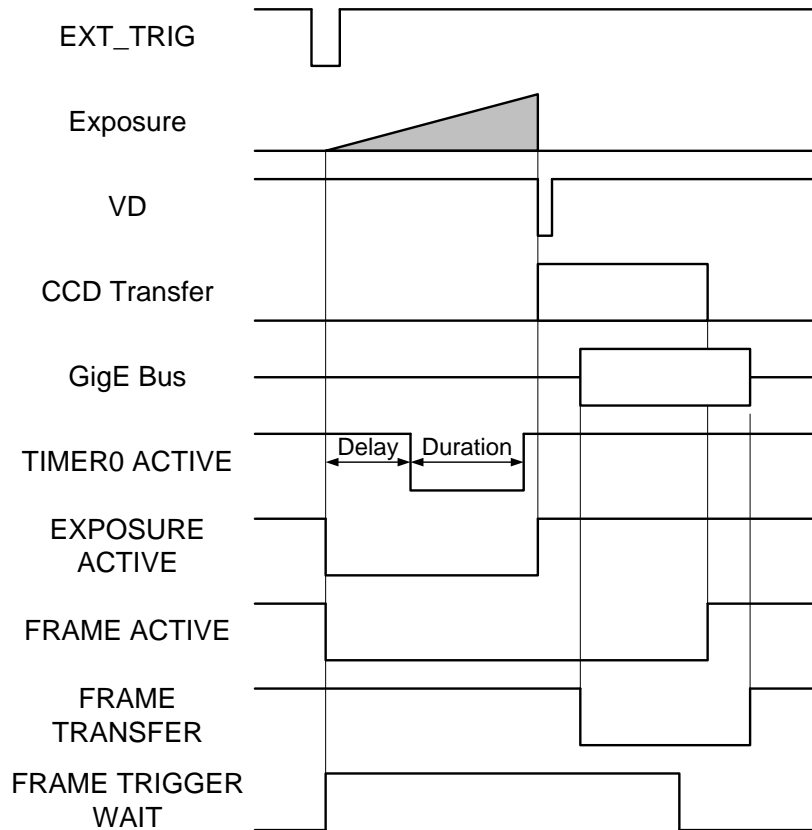 EXT_TRIG
Exposure
VD
CCD Transfer
GigE Bus
TIMER0 ACTIVE
Delay
Duration
EXPOSURE
ACTIVE
FRAME ACTIVE
FRAME
TRANSFER
FRAME TRIGGER
WAIT